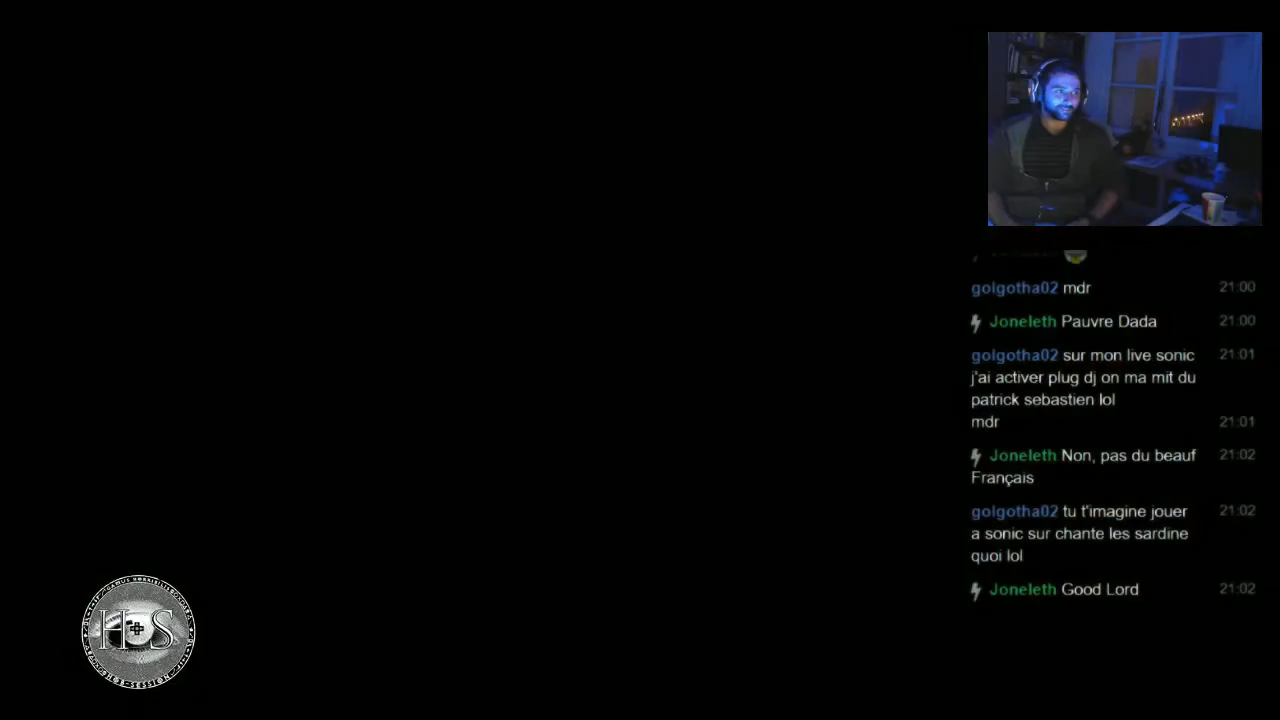 golgotha02 mdr 21:00
Joneleth Pauvre Dada 21:00
golgotha02 sur mon live sonic 21:01
j'ai activer plug dj on ma mit du
patrick sebastien lol
mdr 21:01
Joneleth Non, pas du beauf 21:02
Français
golgotha02 tu t'imagine jouer 21:02
a sonic sur chante les sardine
quoi lol
Joneleth Good Lord 21:02
H S